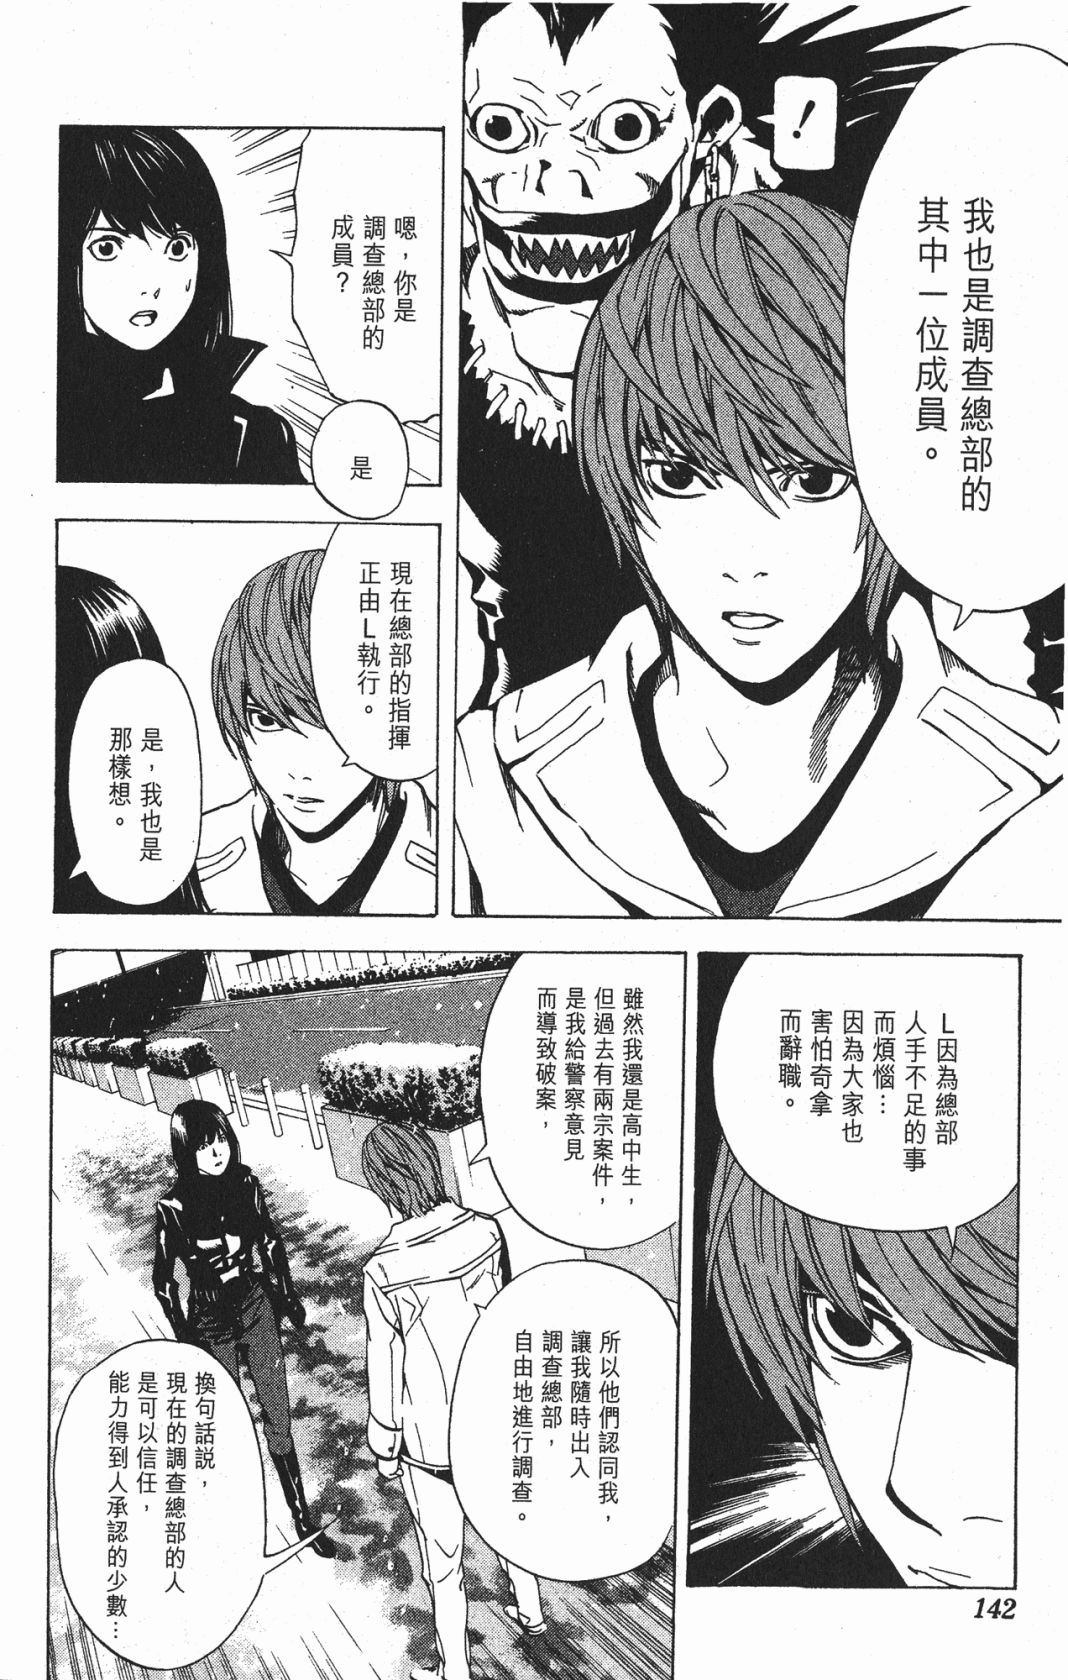 我也是調查總部的
其中一位成員。
!
嗯，你是
調查總部的
成員？
是
現在總部的指揮
正由L執行。
是，我也是
那樣想。
L因為總部
人手不足的事
而煩惱…
因為大家也
害怕奇拿
而辭職。
雖然我還是高中生，
但過去有兩宗案件，
是我給警察意見
而導致破案，
所以他們認同我，
讓我隨時出入
調查總部，
自由地進行調查。
換句話説，
現在的調查總部的人
是可以信任，
能力得到人承認的少數…
142